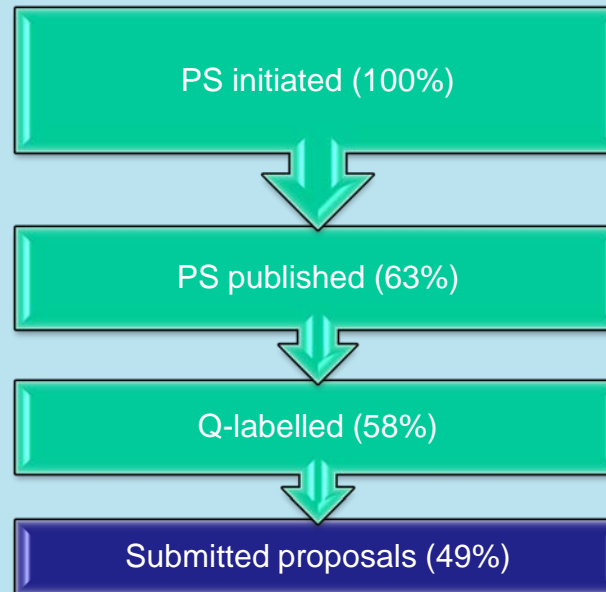 PS initiated (100%)
PS published (63%)
Q-labelled (58%)
Submitted proposals (49%)